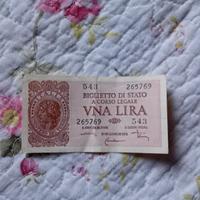 543 265769
BIGLIETTO DI STATO
A CORSO LEGALE
VNA LIRA
265769 543